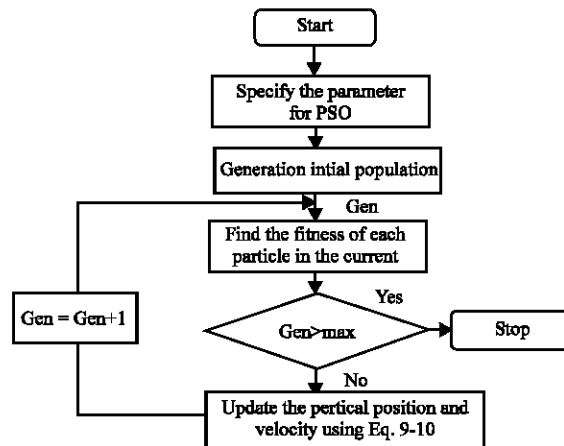 Start
Specify the parameter
for PSO
Generation intial population
Gen
Find the fitness of each
particle in the current
Yes
Gen = Gen+1
Gen>max
Stop
No
Update the pertical position and
velocity using Eq. 9-10